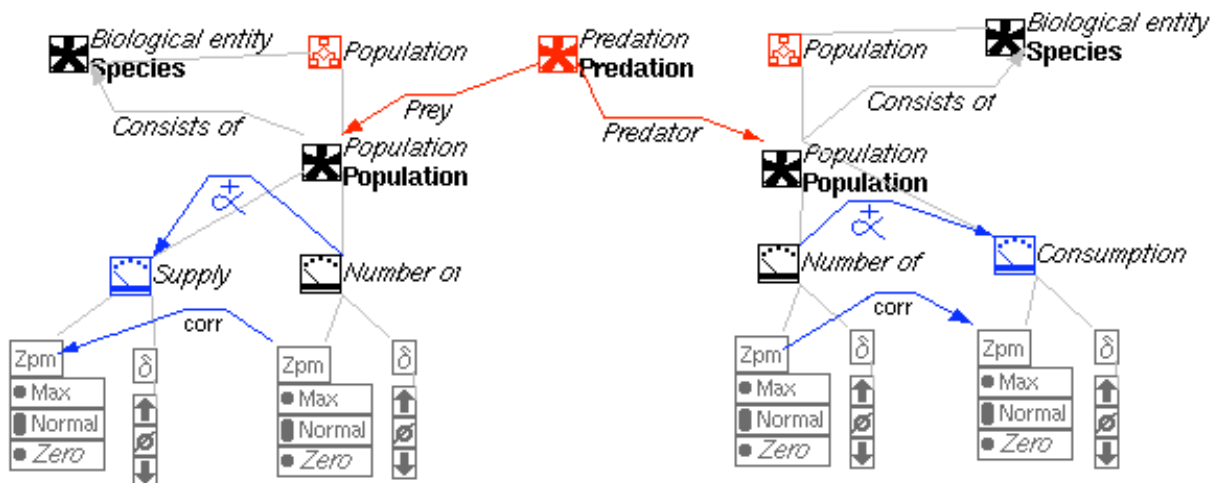 Biological entity
Species
Population
Predation
Predation
Population
Biological entity
Species
Consists of
Prey
Predator
Consists of
Population
Population
Population
Population
α+
α+
Supply
Number of
Number of
Consumption
corr
corr
Zpm
δ
Zpm
δ
Zpm
δ
Zpm
δ
Max
Normal
Zero
Max
Normal
Zero
Max
Normal
Zero
Max
Normal
Zero